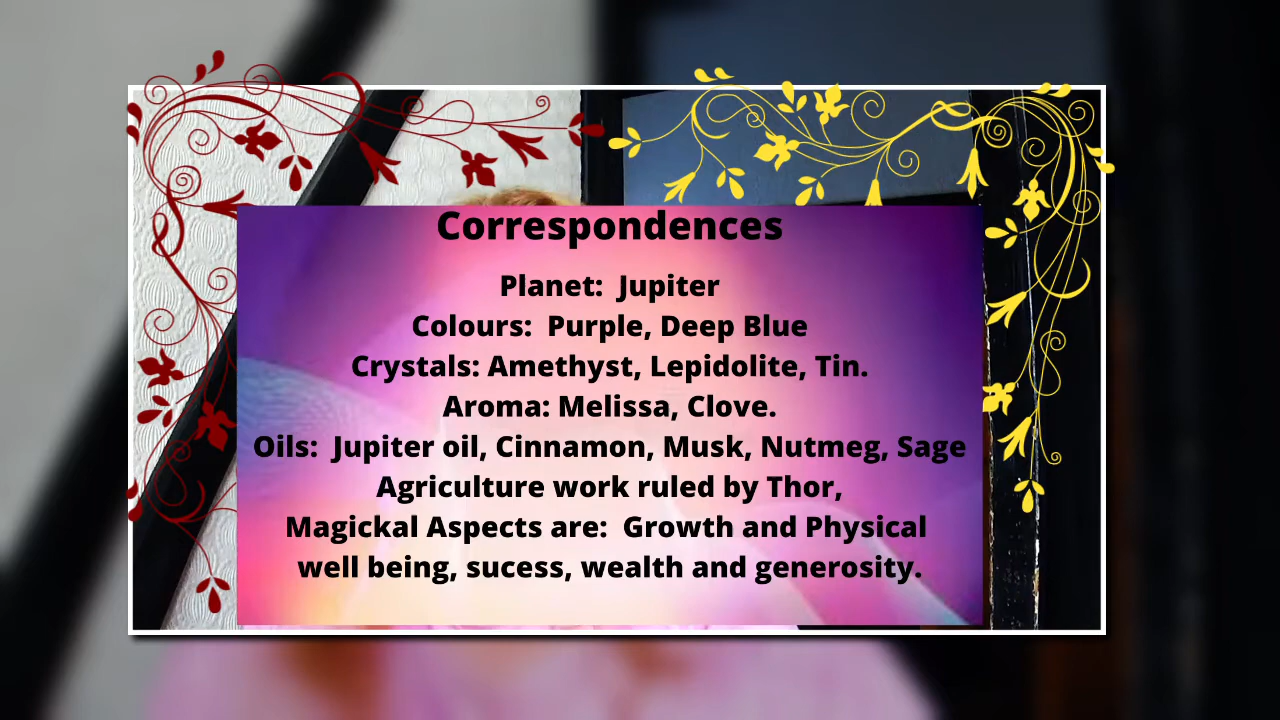 Correspondences
Planet:  Jupiter
Colours:  Purple, Deep Blue
Crystals: Amethyst, Lepidolite, Tin.
Aroma: Melissa, Clove.
Oils:  Jupiter oil, Cinnamon, Musk, Nutmeg, Sage
Agriculture work ruled by Thor,
Magickal Aspects are:  Growth and Physical
well being, sucess, wealth and generosity.